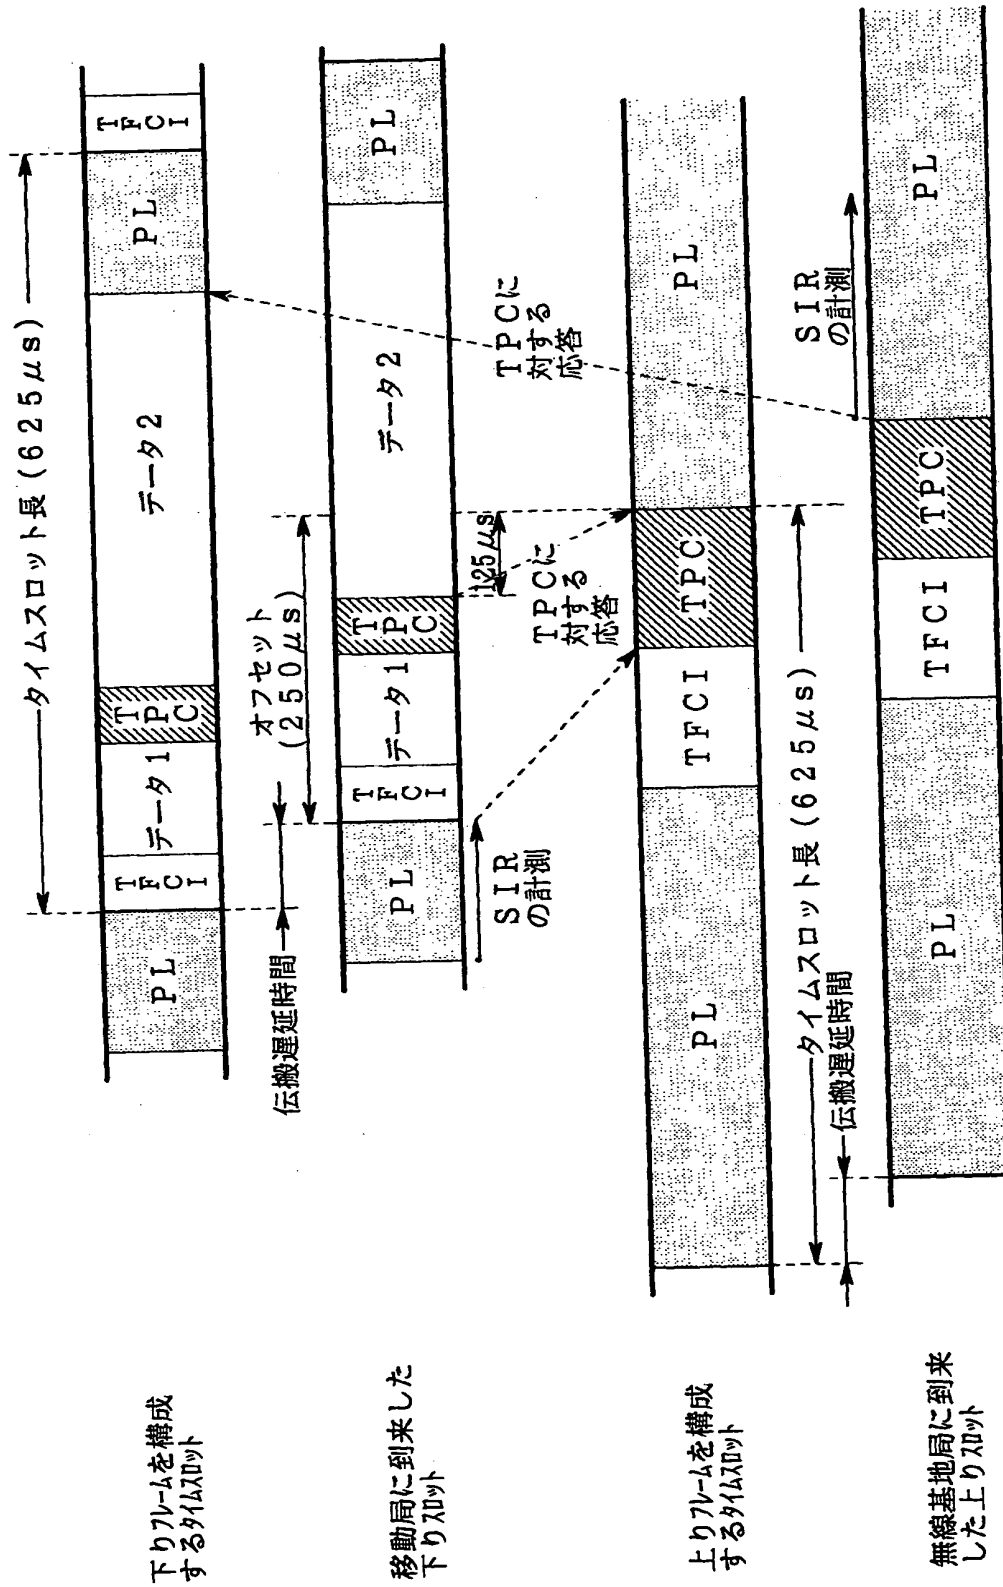 下りフレームを構成
するタイムスロット
タイムスロット長(625μs)
PL
TFCI
データ1
TPC
データ2
PL
TFCI
伝搬遅延時間
オフセット
(250μs)
移動局に到来した
下りスロット
PL
TFCI
データ1
TPC
データ2
PL
SIR
の計測
125μs
TPCに
対する
応答
TPCに
対する
応答
上りフレームを構成
するタイムスロット
PL
TFCI
TPC
PL
タイムスロット長(625μs)
伝搬遅延時間
SIR
の計測
無線基地局に到来
した上りスロット
PL
TFCI
TPC
PL